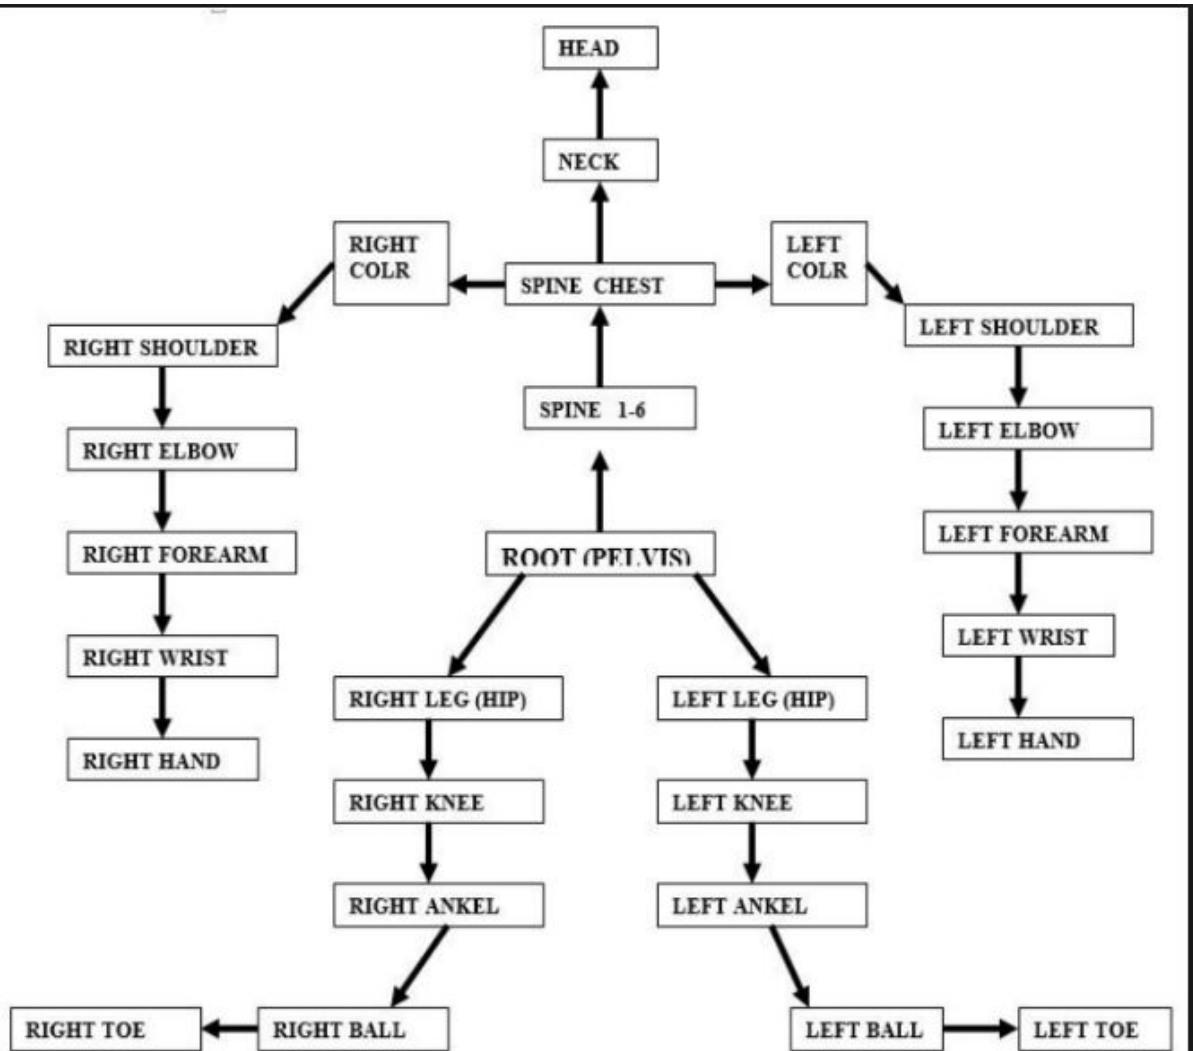 HEAD
NECK
RIGHT
COLR
LEFT
COLR
SPINE CHEST
LEFT SHOULDER
RIGHT SHOULDER
SPINE 1-6
LEFT ELBOW
RIGHT ELBOW
LEFT FOREARM
RIGHT FOREARM
ROOT (PELVIS)
LEFT WRIST
RIGHT WRIST
RIGHT LEG (HIP)
LEFT LEG (HIP)
LEFT HAND
RIGHT HAND
RIGHT KNEE
LEFT KNEE
RIGHT ANKEL
LEFT ANKEL
RIGHT TOE
RIGHT BALL
LEFT BALL
LEFT TOE